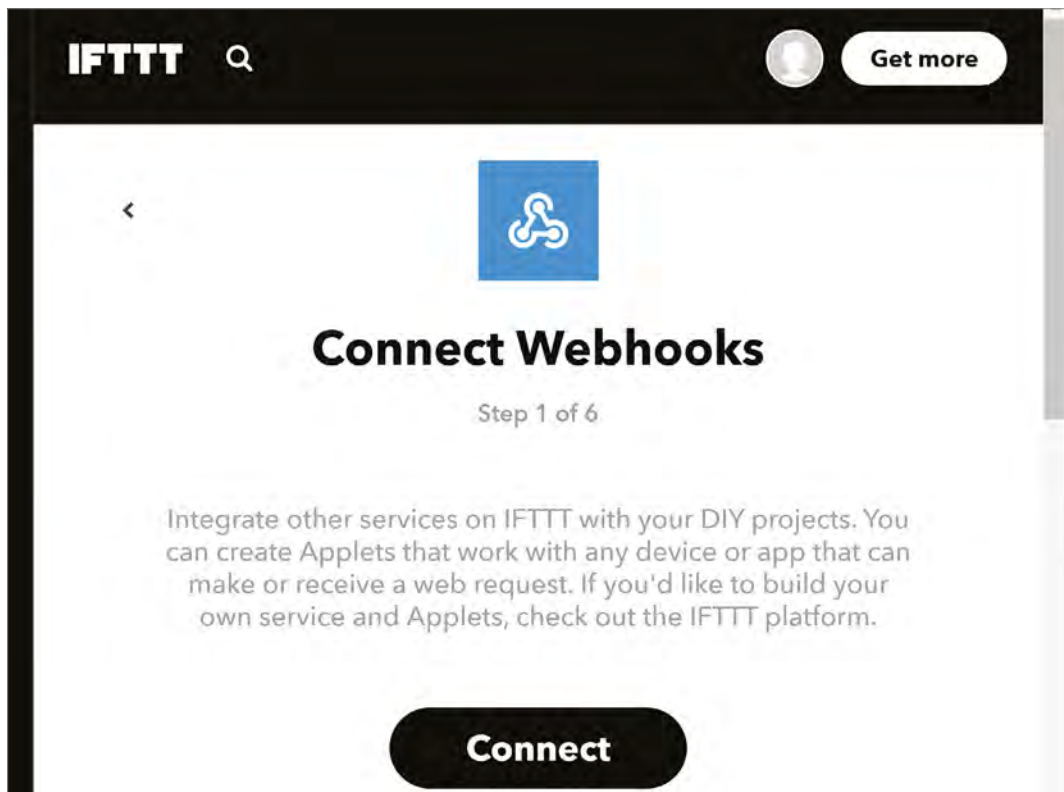 IFTTT
Get more
Connect Webhooks
Step 1 of 6
Integrate other services on IFTTT with your DIY projects. You
can create Applets that work with any device or app that can
make or receive a web request. If you'd like to build your
own service and Applets, check out the IFTTT platform.
Connect